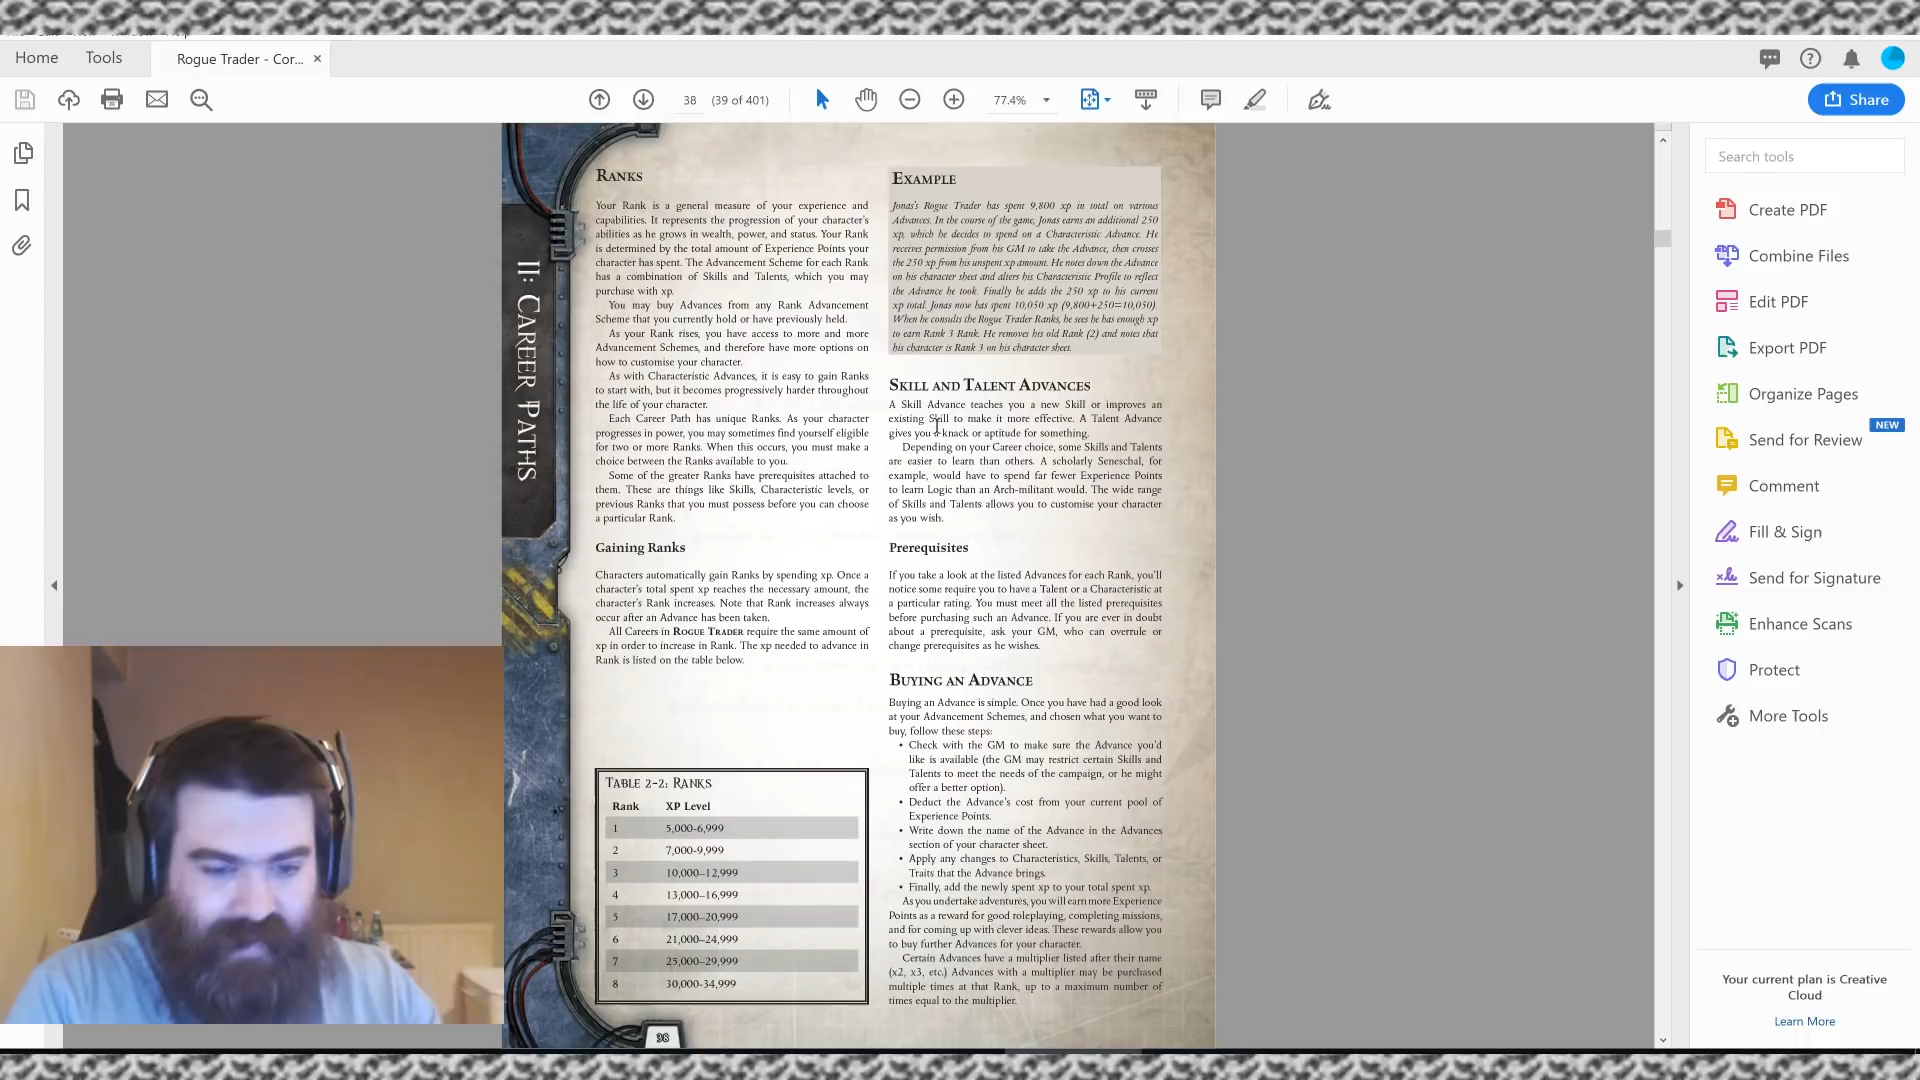 Home
Tools
Rogue Trader - Cor... ×
38 (39 of 401)
77.4%
Share
Search tools
Create PDF
Combine Files
Edit PDF
Export PDF
Organize Pages
Send for Review
NEW
Comment
Fill & Sign
Send for Signature
Enhance Scans
Protect
More Tools
Your current plan is Creative
Cloud
Learn More
II: Career Paths
Ranks
Your Rank is a general measure of your experience and
capabilities. It represents the progression of your character's
abilities as he grows in wealth, power, and status. Your Rank
is determined by the total amount of Experience Points your
character has spent. The Advancement Scheme for each Rank
has a combination of Skills and Talents, which you may
purchase with xp.
You may buy Advances from any Rank Advancement
Scheme that you currently hold or have previously held.
As your Rank rises, you have access to more and more
Advancement Schemes, and therefore have more options on
how to customise your character.
As with Characteristic Advances, it is easy to gain Ranks
to start with, but it becomes progressively harder throughout
the life of your character.
Each Career Path has unique Ranks. As your character
progresses in power, you may sometimes find yourself eligible
for two or more Ranks. When this occurs, you must make a
choice between the Ranks available to you.
Some of the greater Ranks have prerequisites attached to
them. These are things like Skills, Characteristic levels, or
previous Ranks that you must possess before you can choose
a particular Rank.
Gaining Ranks
Characters automatically gain Ranks by spending xp. Once a
character's total spent xp reaches the necessary amount, the
character's Rank increases. Note that Rank increases always
occur after an Advance has been taken.
All Careers in Rogue Trader require the same amount of
xp in order to increase in Rank. The xp needed to advance in
Rank is listed on the table below.
Table 2-2: Ranks
Rank XP Level
1 5,000-6,999
2 7,000-9,999
3 10,000–12,999
4 13,000–16,999
5 17,000–20,999
6 21,000–24,999
7 25,000–29,999
8 30,000-34,999
38
Example
Jonas's Rogue Trader has spent 9,800 xp in total on various
Advances. In the course of the game, Jonas earns an additional 250
xp, which he decides to spend on a Characteristic Advance. He
receives permission from his GM to take the Advance, then crosses
the 250 xp from his unspent xp amount. He notes down the Advance
on his character sheet and alters his Characteristic Profile to reflect
the Advance he took. Finally he adds the 250 xp to his current
xp total. Jonas now has spent 10,050 xp (9,800+250=10,050).
When he consults the Rogue Trader Ranks, he sees he has enough xp
to earn Rank 3 Rank. He removes his old Rank (2) and notes that
his character is Rank 3 on his character sheet.
Skill and Talent Advances
A Skill Advance teaches you a new Skill or improves an
existing Skill to make it more effective. A Talent Advance
gives you a knack or aptitude for something.
Depending on your Career choice, some Skills and Talents
are easier to learn than others. A scholarly Seneschal, for
example, would have to spend far fewer Experience Points
to learn Logic than an Arch-militant would. The wide range
of Skills and Talents allows you to customise your character
as you wish.
Prerequisites
If you take a look at the listed Advances for each Rank, you'll
notice some require you to have a Talent or a Characteristic at
a particular rating. You must meet all the listed prerequisites
before purchasing such an Advance. If you are ever in doubt
about a prerequisite, ask your GM, who can overrule or
change prerequisites as he wishes.
Buying an Advance
Buying an Advance is simple. Once you have had a good look
at your Advancement Schemes, and chosen what you want to
buy, follow these steps:
• Check with the GM to make sure the Advance you'd
like is available (the GM may restrict certain Skills and
Talents to meet the needs of the campaign, or he might
offer a better option).
• Deduct the Advance's cost from your current pool of
Experience Points.
• Write down the name of the Advance in the Advances
section of your character sheet.
• Apply any changes to Characteristics, Skills, Talents, or
Traits that the Advance brings.
• Finally, add the newly spent xp to your total spent xp.
As you undertake adventures, you will earn more Experience
Points as a reward for good roleplaying, completing missions,
and for coming up with clever ideas. These rewards allow you
to buy further Advances for your character.
Certain Advances have a multiplier listed after their name
(x2, x3, etc.) Advances with a multiplier may be purchased
multiple times at that Rank, up to a maximum number of
times equal to the multiplier.